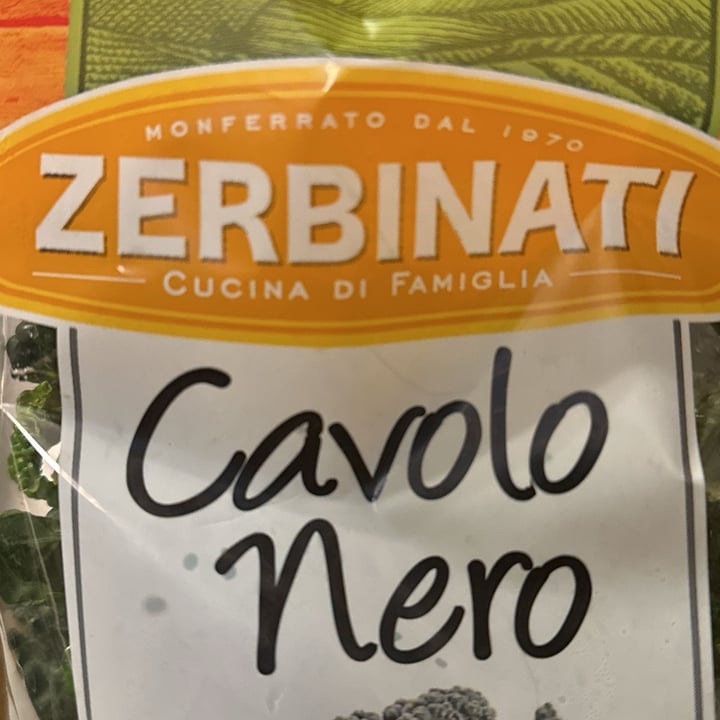 MONFERRATO DAL 1970
ZERBINATI
CUCINA DI FAMIGLIA
Cavolo
Nero